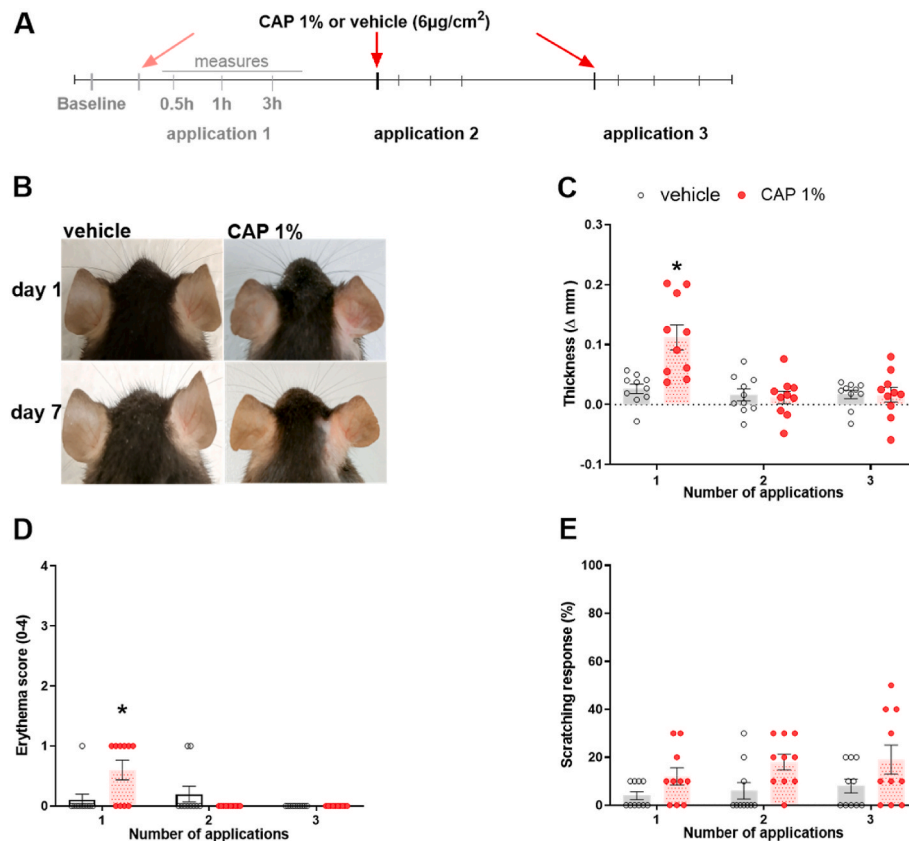 A
CAP 1% or vehicle (6µg/cm²)
measures
Baseline
0.5h
1h
3h
application 1
application 2
application 3
B
vehicle
CAP 1%
day 1
day 7
C
vehicle
CAP 1%
Thickness (Δ mm)
0.3
0.2
0.1
0.0
-0.1
*
1
2
3
Number of applications
D
Erythema score (0-4)
4
3
2
1
0
*
1
2
3
Number of applications
E
Scratching response (%)
100
80
60
40
20
0
1
2
3
Number of applications